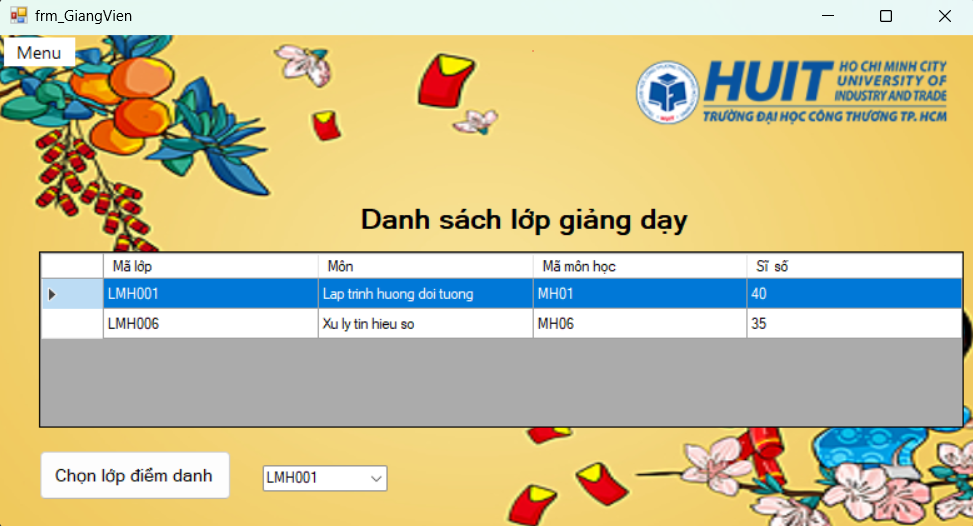 frm_GiangVien
Menu
HUIT HO CHI MINH CITY
UNIVERSITY OF
INDUSTRY AND TRADE
TRƯỜNG ĐẠI HỌC CÔNG THƯƠNG TP. HCM
Danh sách lớp giảng dạy
Mã lớp Môn Mã môn học Sĩ số
LMH001 Lap trinh huong doi tuong MH01 40
LMH006 Xu ly tin hieu so MH06 35
Chọn lớp điểm danh LMH001